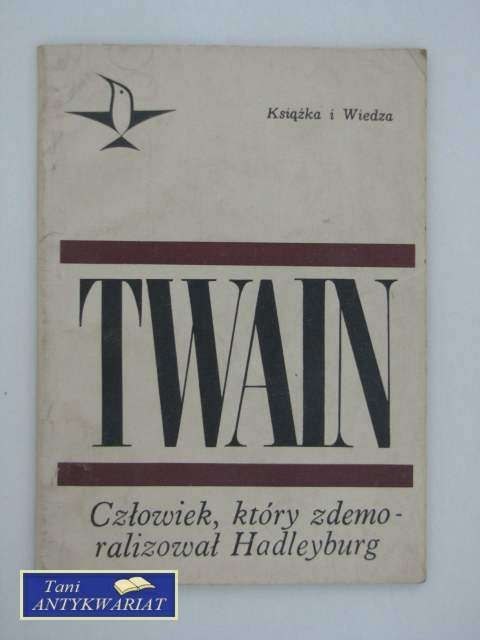 Książka i Wiedza
TWAIN
Człowiek, który zdemo-
ralizował Hadleyburg
Tani
ANTYKWARIAT